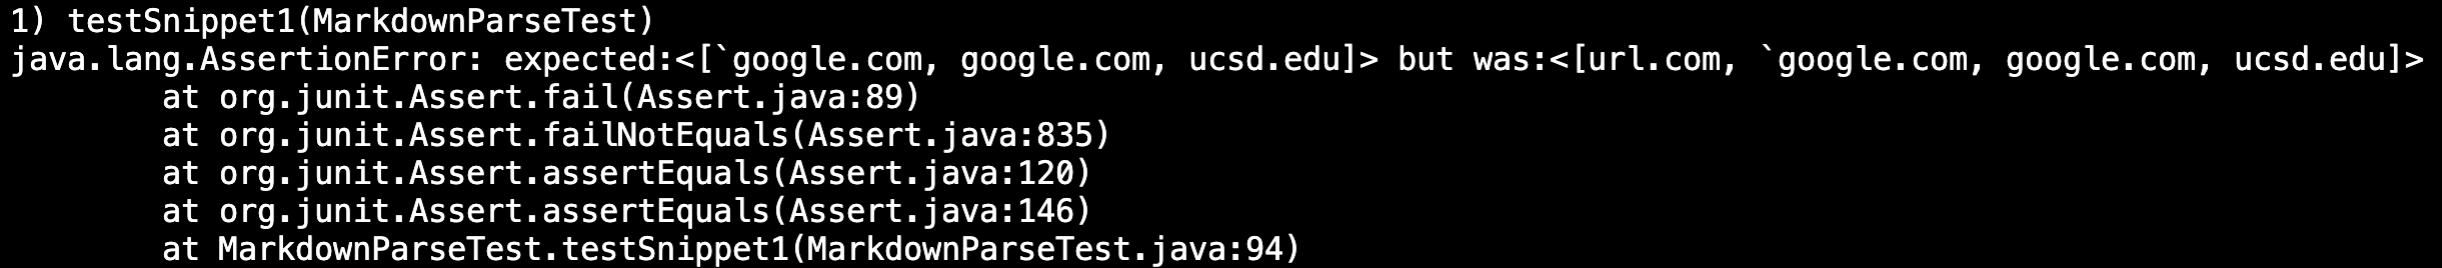 1) testSnippet1(MarkdownParseTest)
java.lang.AssertionError: expected:<[`google.com, google.com, ucsd.edu]> but was:<[url.com, `google.com, google.com, ucsd.edu]>
        at org.junit.Assert.fail(Assert.java:89)
        at org.junit.Assert.failNotEquals(Assert.java:835)
        at org.junit.Assert.assertEquals(Assert.java:120)
        at org.junit.Assert.assertEquals(Assert.java:146)
        at MarkdownParseTest.testSnippet1(MarkdownParseTest.java:94)